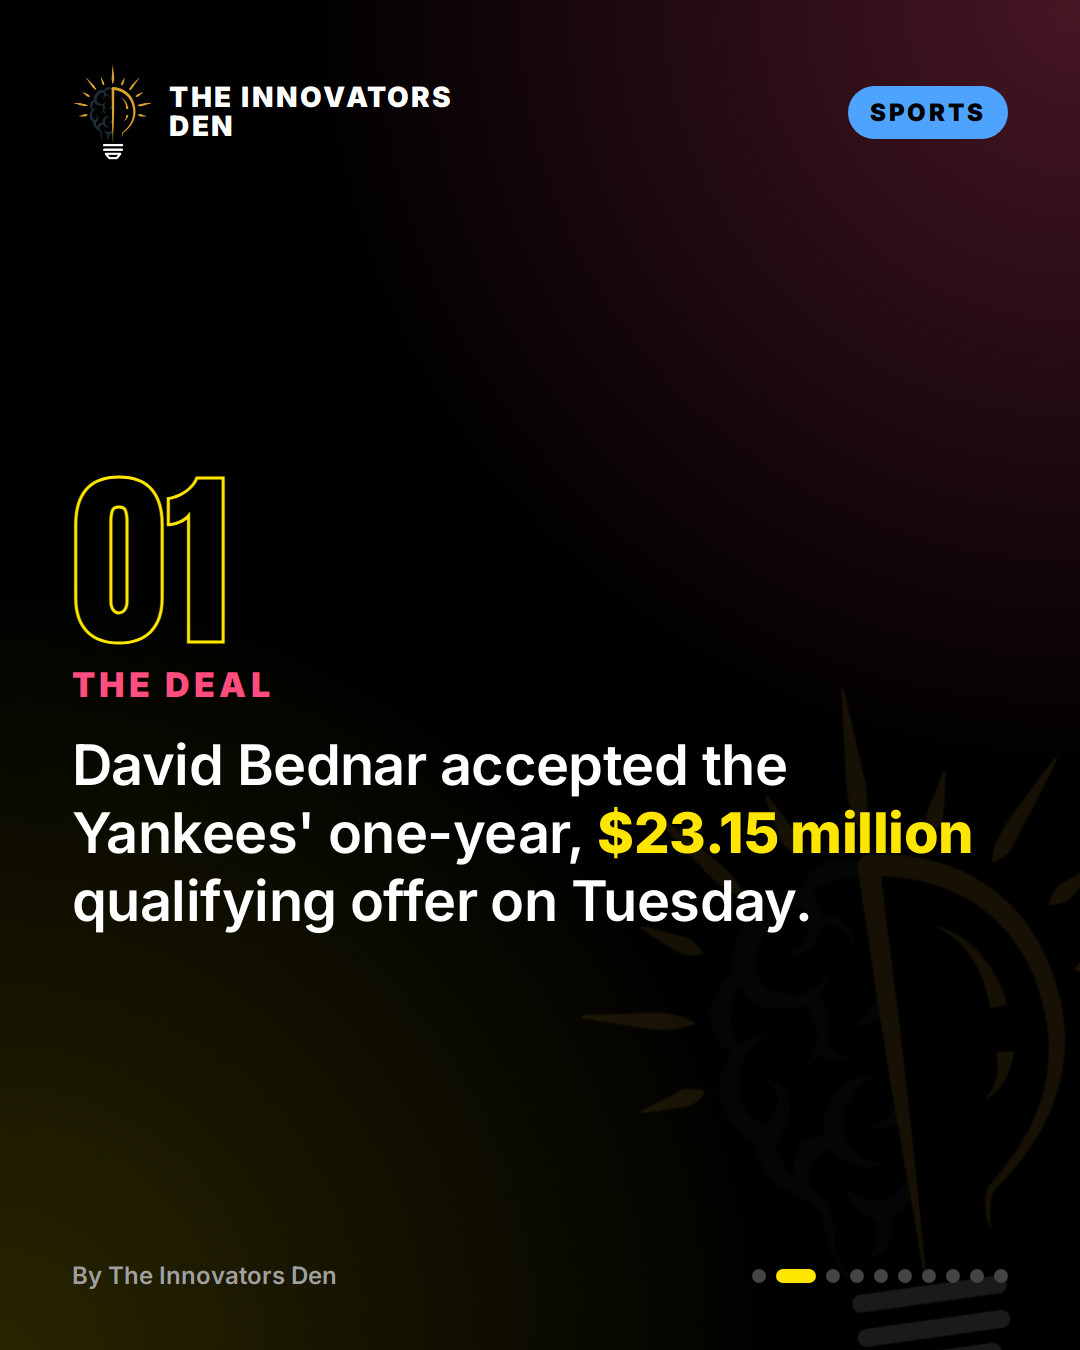 THE INNOVATORS
DEN
SPORTS
01
THE DEAL
David Bednar accepted the
Yankees' one-year, $23.15 million
qualifying offer on Tuesday.
By The Innovators Den